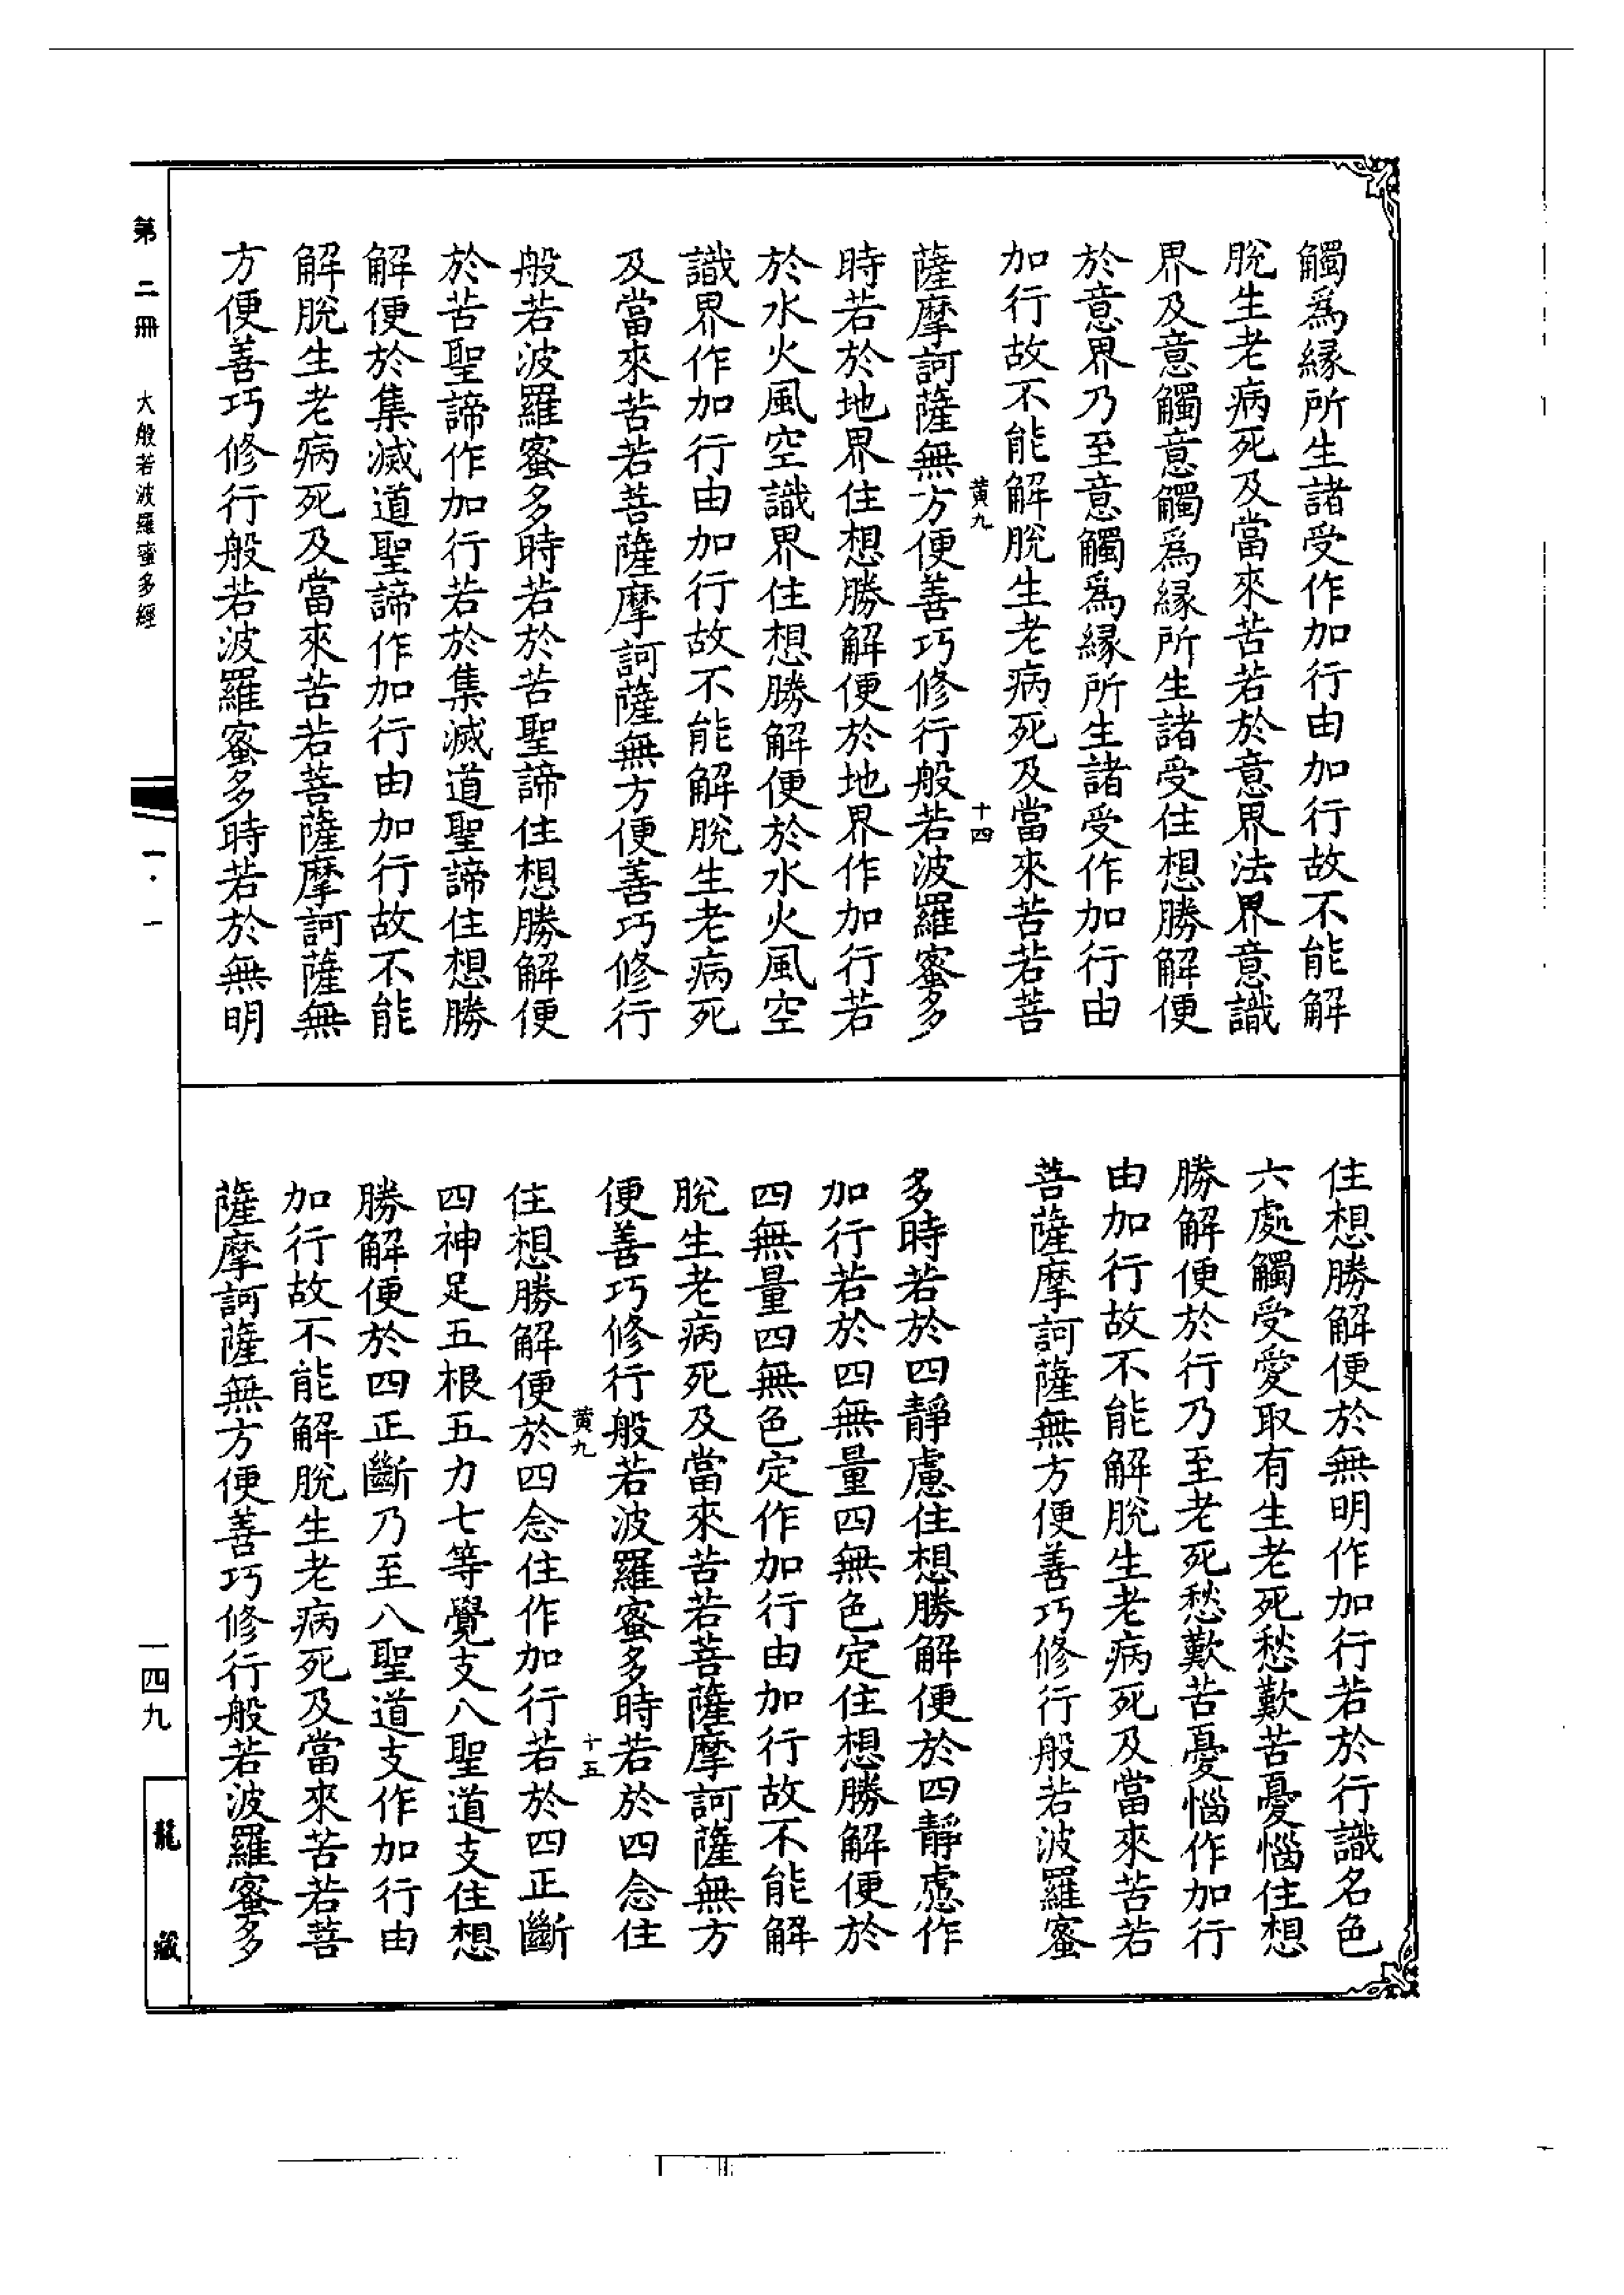 觸爲緣所生諸受作加行由加行故不能解
脫生老病死及當來苦若於意界法界意識
界及意觸意觸爲緣所生諸受住想勝解便
於意界乃至意觸爲緣所生諸受作加行由
加行故不能解脫生老病死及當來苦若菩
黃九 十四
薩摩訶薩無方便善巧修行般若波羅蜜多
時若於地界住想勝解便於地界作加行若
於水火風空識界住想勝解便於水火風空
識界作加行由加行故不能解脫生老病死
及當來苦若菩薩摩訶薩無方便善巧修行
般若波羅蜜多時若於苦聖諦住想勝解便
於苦聖諦作加行若於集滅道聖諦住想勝
解便於集滅道聖諦作加行由加行故不能
解脫生老病死及當來苦若菩薩摩訶薩無
方便善巧修行般若波羅蜜多時若於無明
住想勝解便於無明作加行若於行識名色
六處觸受愛取有生老死愁歎苦憂惱住想
勝解便於行乃至老死愁歎苦憂惱作加行
由加行故不能解脫生老病死及當來苦若
菩薩摩訶薩無方便善巧修行般若波羅蜜
多時若於四靜慮住想勝解便於四靜慮作
加行若於四無量四無色定住想勝解便於
四無量四無色定作加行由加行故不能解
脫生老病死及當來苦若菩薩摩訶薩無方
便善巧修行般若波羅蜜多時若於四念住
黃九 十五
住想勝解便於四念住作加行若於四正斷
四神足五根五力七等覺支八聖道支住想
勝解便於四正斷乃至八聖道支作加行由
加行故不能解脫生老病死及當來苦若菩
薩摩訶薩無方便善巧修行般若波羅蜜多
第二冊 大般若波羅蜜多經 一·一
一四九
龍藏